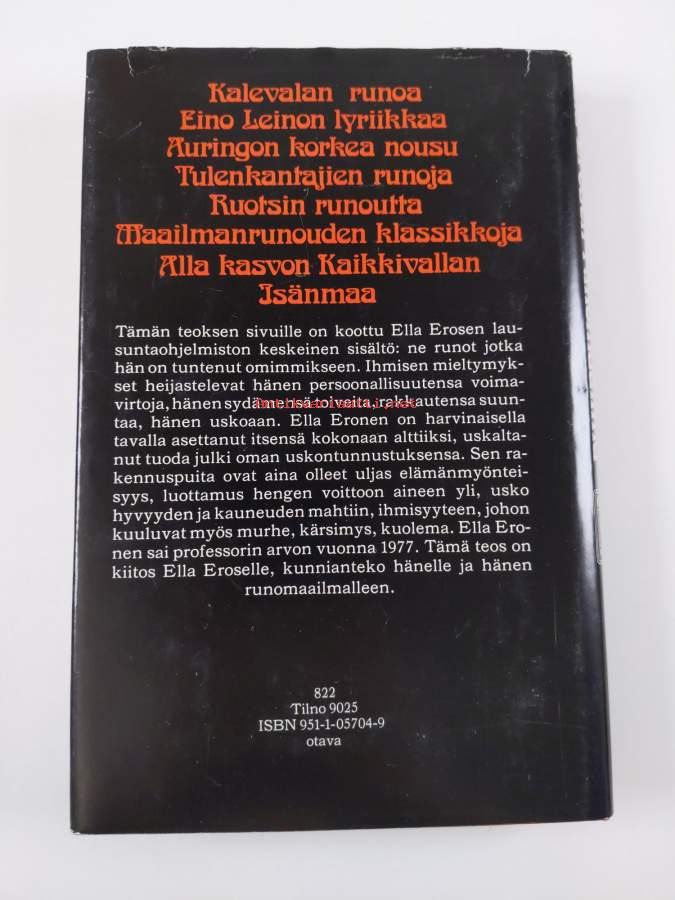 Kalevalan runoa
Eino Leinon lyriikkaa
Auringon korkea nousu
Tulenkantajien runoja
Ruotsin runoutta
Maailmanrunouden klassikkoja
Alla kasvon Kaikkivallan
Isänmaa
Tämän teoksen sivuille on koottu Ella Erosen lau-
suntaohjelmiston keskeinen sisältö: ne runot jotka
hän on tuntenut omimmikseen. Ihmisen mieltymyk-
set heijastelevat hänen persoonallisuutensa voima-
virtoja, hänen sydämensä toiveita, rakkautensa suun-
taa, hänen uskoaan. Ella Eronen on harvinaisella
tavalla asettanut itsensä kokonaan alttiiksi, uskalta-
nut tuoda julki oman uskontunnustuksensa. Sen ra-
kennuspuita ovat aina olleet uljas elämänmyöntei-
syys, luottamus hengen voittoon aineen yli, usko
hyvyyden ja kauneuden mahtiin, ihmisyyteen, johon
kuuluvat myös murhe, kärsimys, kuolema. Ella Ero-
nen sai professorin arvon vuonna 1977. Tämä teos on
kiitos Ella Eroselle, kunnianteko hänelle ja hänen
runomaailmalleen.
822
Tilno 9025
ISBN 951-1-05704-9
otava